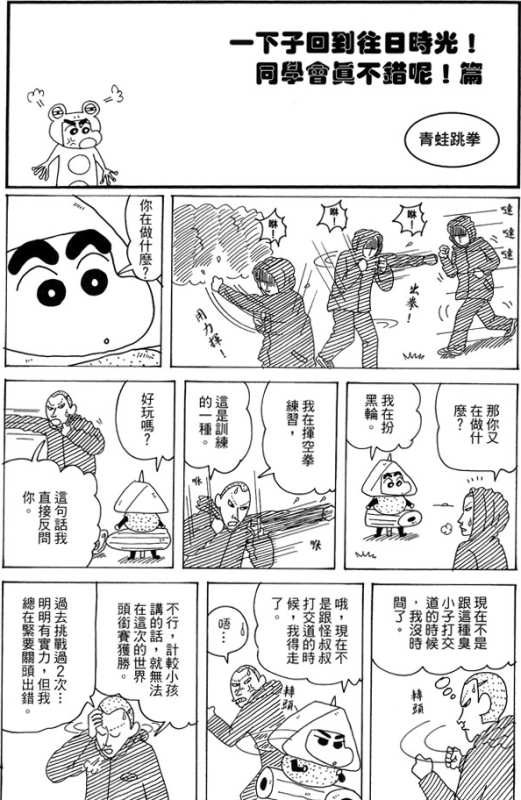 一下子回到往日時光！
同學會真不錯呢！篇
青蛙跳拳
噠
噠
噠
咻！
出拳！
咻！
咻！
用力揮！
你在做什麼？
那你又
在做什
麼？
我在扮
黑輪。
我在揮空拳
練習，
這是訓練
的一種。
咻
咻
好玩嗎？
這句話我
直接反問
你。
現在不是
跟這種臭
小子打交
道的時候
，我沒時
間了。
轉頭
哦，現在不
是跟怪叔叔
打交道的時
候，我得走
了。
轉頭
唔…
不行，計較小孩
講的話，就無法
在這次的世界
頭銜賽獲勝。
過去挑戰過2次…
明明有實力，但我
總在緊要關頭出錯。